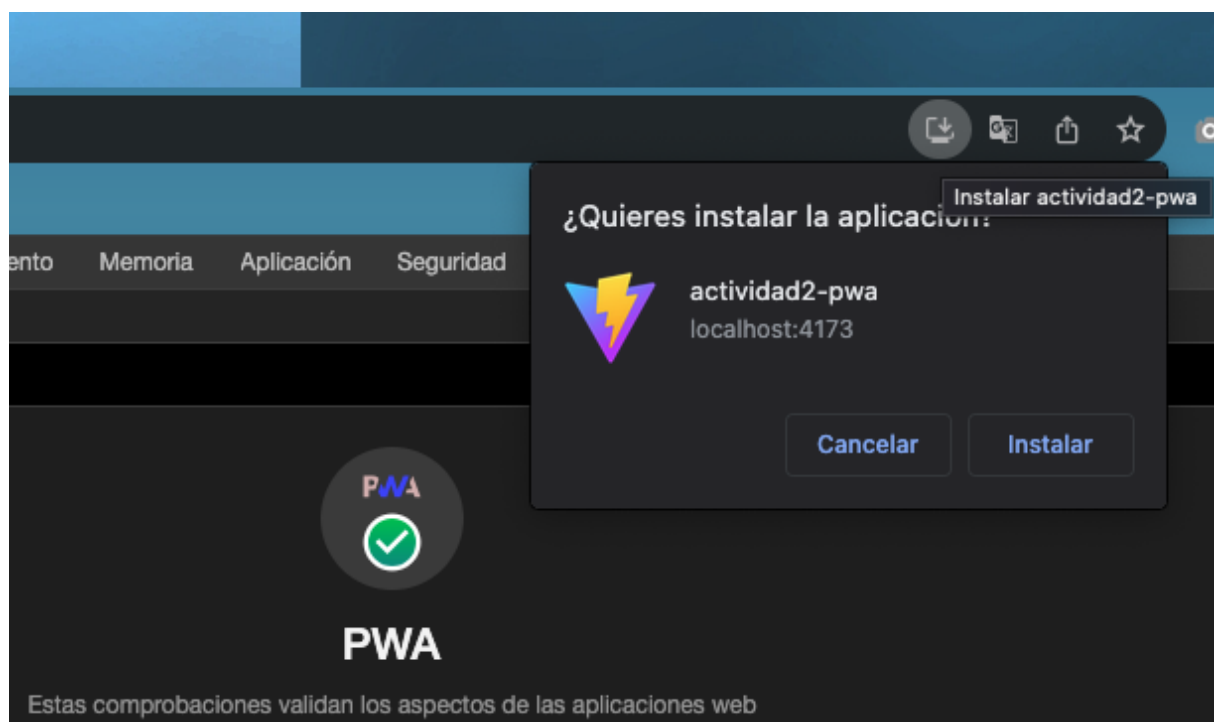 Instalar actividad2-pwa
¿Quieres instalar la aplicación?
ento Memoria Aplicación Seguridad
actividad2-pwa
localhost:4173
Cancelar Instalar
PWA
PWA
Estas comprobaciones validan los aspectos de las aplicaciones web